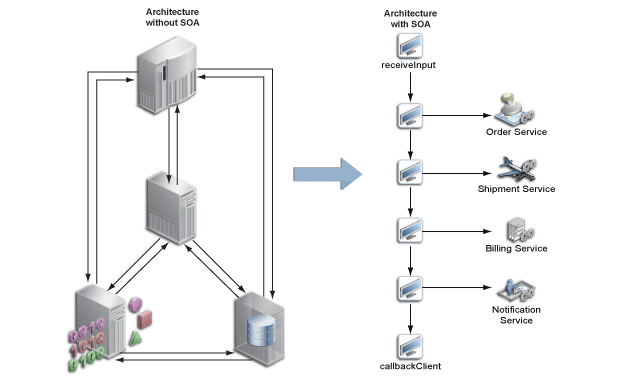 Architecture
without SOA
Architecture
with SOA
receiveInput
Order Service
Shipment Service
Billing Service
Notification
Service
callbackClient
0010
1010
0100